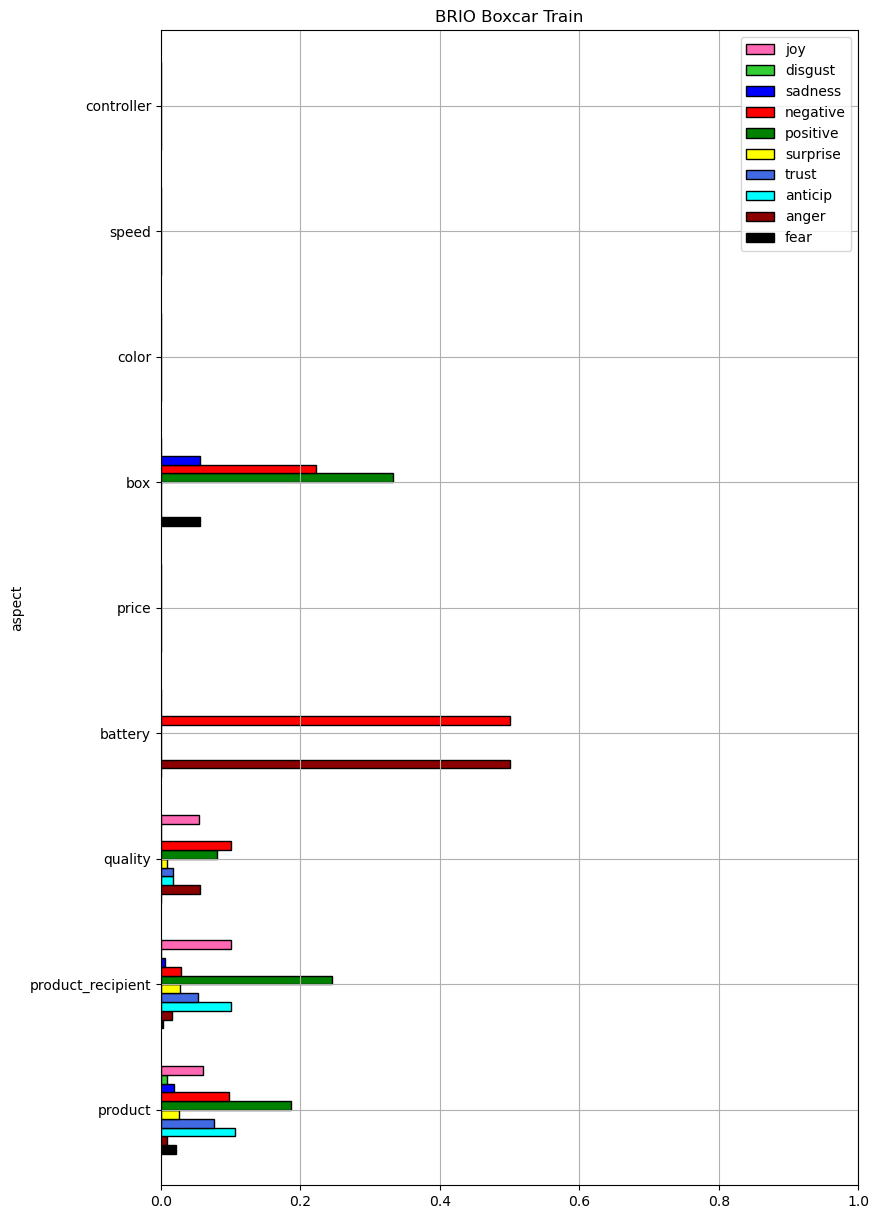 BRIO Boxcar Train
joy
disgust
sadness
negative
positive
surprise
trust
anticip
anger
fear
controller
speed
color
box
price
battery
quality
product_recipient
product
aspect
0.0 0.2 0.4 0.6 0.8 1.0